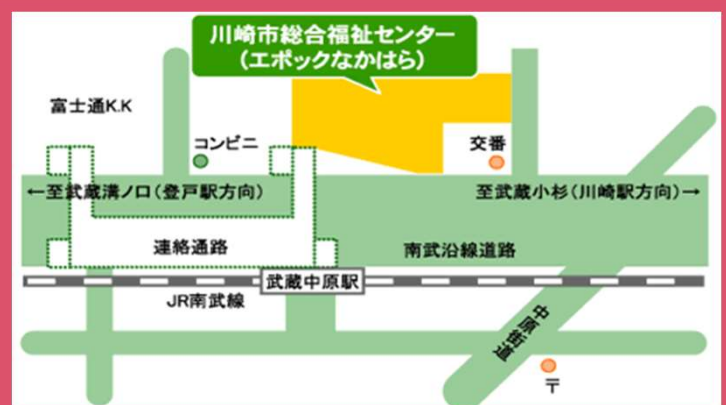 川崎市総合福祉センター
(エポックなかはら)
富士通K.K
コンビニ
交番
←至武蔵溝ノ口(登戸駅方向)
至武蔵小杉(川崎駅方向)→
連絡通路
南武沿線道路
武蔵中原駅
JR南武線
中原街道
〒